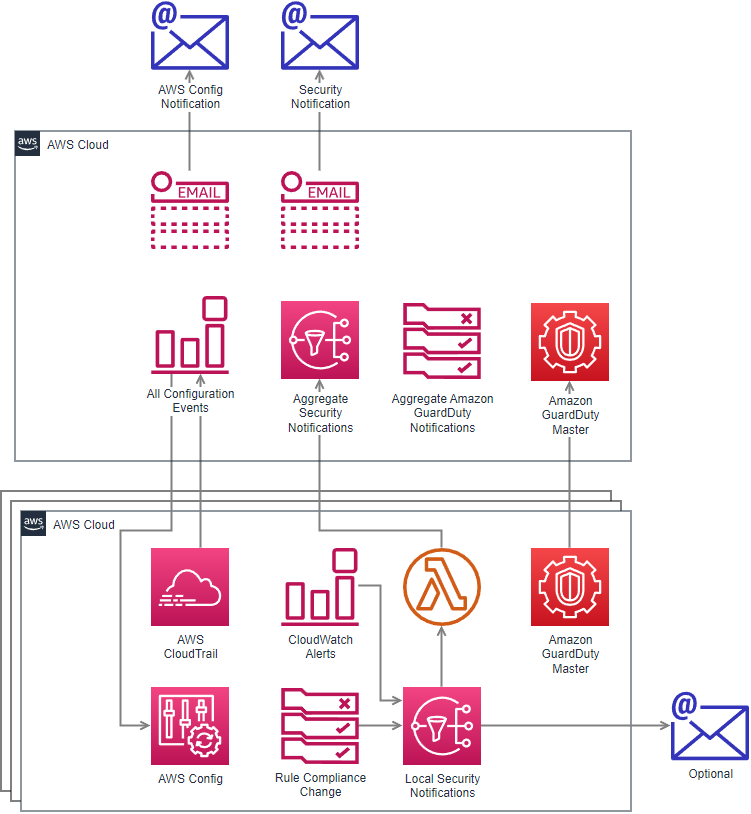 @
@
AWS Config
Notification
Security
Notification
aws
AWS Cloud
EMAIL
EMAIL
All Configuration
Events
Aggregate
Security
Notifications
Aggregate Amazon
GuardDuty
Notifications
Amazon
GuardDuty
Master
aws
AWS Cloud
AWS
CloudTrail
CloudWatch
Alerts
Amazon
GuardDuty
Master
@
AWS Config
Rule Compliance
Change
Local Security
Notifications
Optional